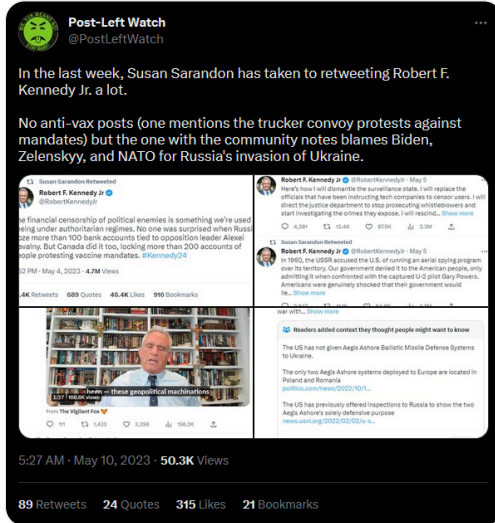 Post-Left Watch
@PostLeftWatch
In the last week, Susan Sarandon has taken to retweeting Robert F.
Kennedy Jr. a lot.
No anti-vax posts (one mentions the trucker convoy protests against
mandates) but the one with the community notes blames Biden,
Zelenskyy, and NATO for Russia's invasion of Ukraine.
Susan Sarandon Retweeted
Robert F. Kennedy Jr
@RobertKennedyJr
he financial censorship of political enemies is something we're used
eeing under authoritarian regimes. No one was surprised when Russi
oze more than 100 bank accounts tied to opposition leader Alexei
avalny. But Canada did it too, locking more than 200 accounts of
eople protesting vaccine mandates. #Kennedy24
2 PM · May 4, 2023 · 4.7M Views
.4K Retweets 689 Quotes 46.4K Likes 916 Bookmarks
Robert F. Kennedy Jr @RobertKennedyJr · May 5
Here's how I will dismantle the surveillance state. I will replace the
officials that have been instructing tech companies to censor users. I will
direct the justice department to stop prosecuting whistleblowers and
start investigating the crimes they expose. I will rescind... Show more
4,381 13.4K 67.5K 3.3M
Susan Sarandon Retweeted
Robert F. Kennedy Jr @RobertKennedyJr · May 5
In 1960, the USSR accused the U.S. of running an aerial spying program
over its territory. Our government denied it to the American people, only
admitting it when confronted with the captured U-2 pilot Gary Powers.
Americans were genuinely shocked that their government would
lie... Show more
been — these geopolitical machinations
1:37 166.6K views
From The Vigilant Fox
111 1,433 3,356 156.2K
war with... Show more
Readers added context they thought people might want to know
The US has not given Aegis Ashore Ballistic Missile Defense Systems
to Ukraine.
The only two Aegis Ashore systems deployed to Europe are located in
Poland and Romania
politico.com/news/2022/10/1...
The US has previously offered inspections to Russia to show the two
Aegis Ashore's solely defensive purpose
news.usni.org/2022/02/02/u-s...
5:27 AM · May 10, 2023 · 50.3K Views
89 Retweets 24 Quotes 315 Likes 21 Bookmarks